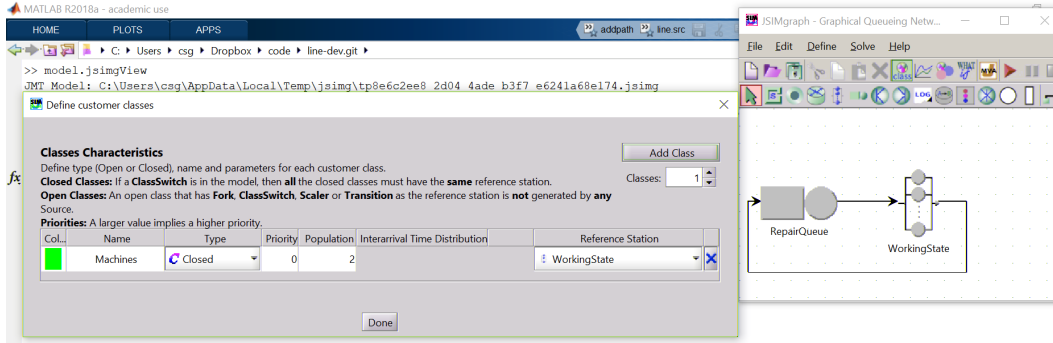 MATLAB R2018a - academic use
HOME PLOTS APPS addpath line.src
C: Users csg Dropbox code line-dev.git
>> model.jsimgView
JMT Model: C:\Users\csg\AppData\Local\Temp\jsimg\tp8e6c2ee8_2d04_4ade_b3f7_e6241a68e174.jsimg
fx
Define customer classes
Classes Characteristics
Define type (Open or Closed), name and parameters for each customer class.
Closed Classes: If a ClassSwitch is in the model, then all the closed classes must have the same reference station.
Open Classes: An open class that has Fork, ClassSwitch, Scaler or Transition as the reference station is not generated by any
Source.
Priorities: A larger value implies a higher priority.
Add Class
Classes: 1
Col... Name Type Priority Population Interarrival Time Distribution Reference Station
Machines Closed 0 2 WorkingState
Done
JSIMgraph - Graphical Queueing Netw...
File Edit Define Solve Help
class WHAT IF MVA
LOG
RepairQueue
WorkingState